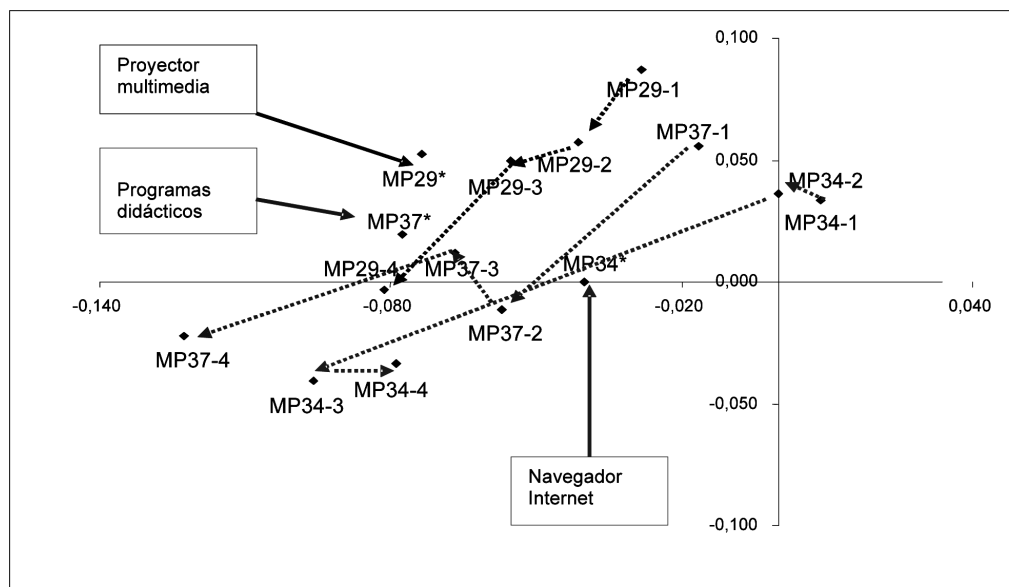 0,100
Proyector
multimedia
MP29-1
MP37-1
0,050
MP29-2
MP29*
MP29-3
MP34-2
Programas
didácticos
MP34-1
MP37*
MP29-4
MP37-3
MP34*
0,000
-0,140
-0,080
-0,020
0,040
MP37-2
MP37-4
MP34-4
MP34-3
-0,050
Navegador
Internet
-0,100